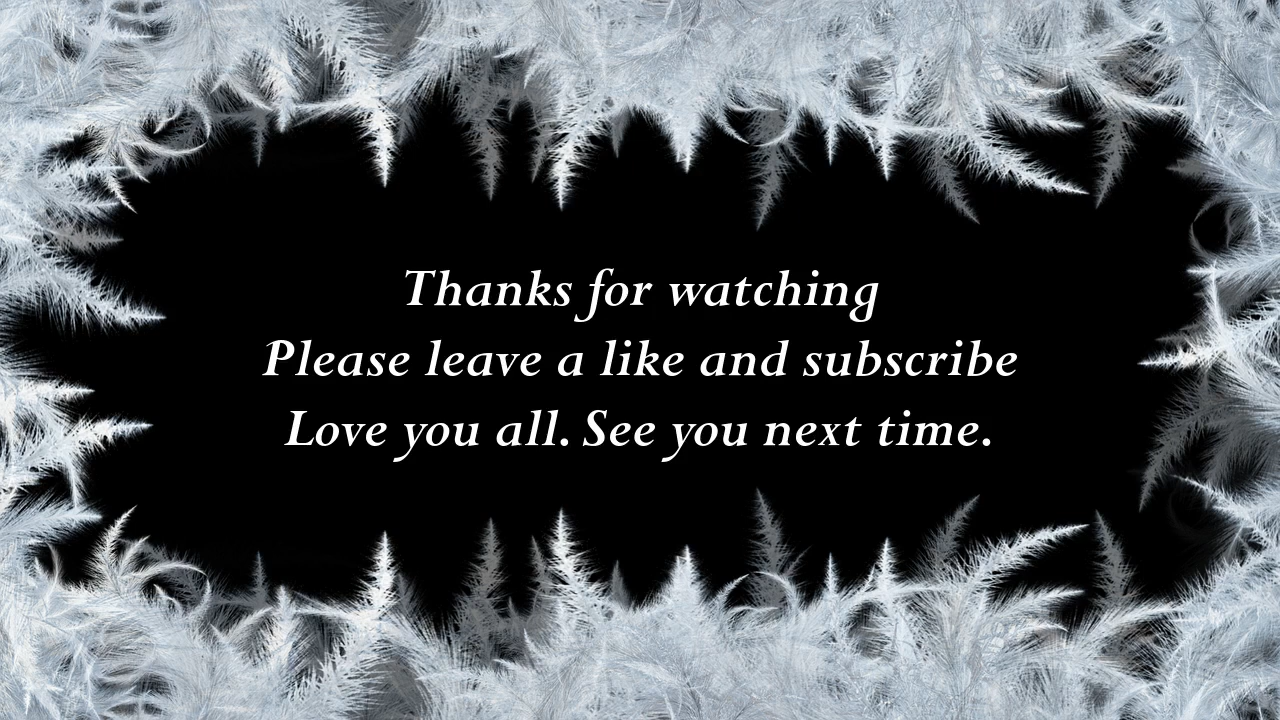 Thanks for watching
Please leave a like and subscribe
Love you all. See you next time.